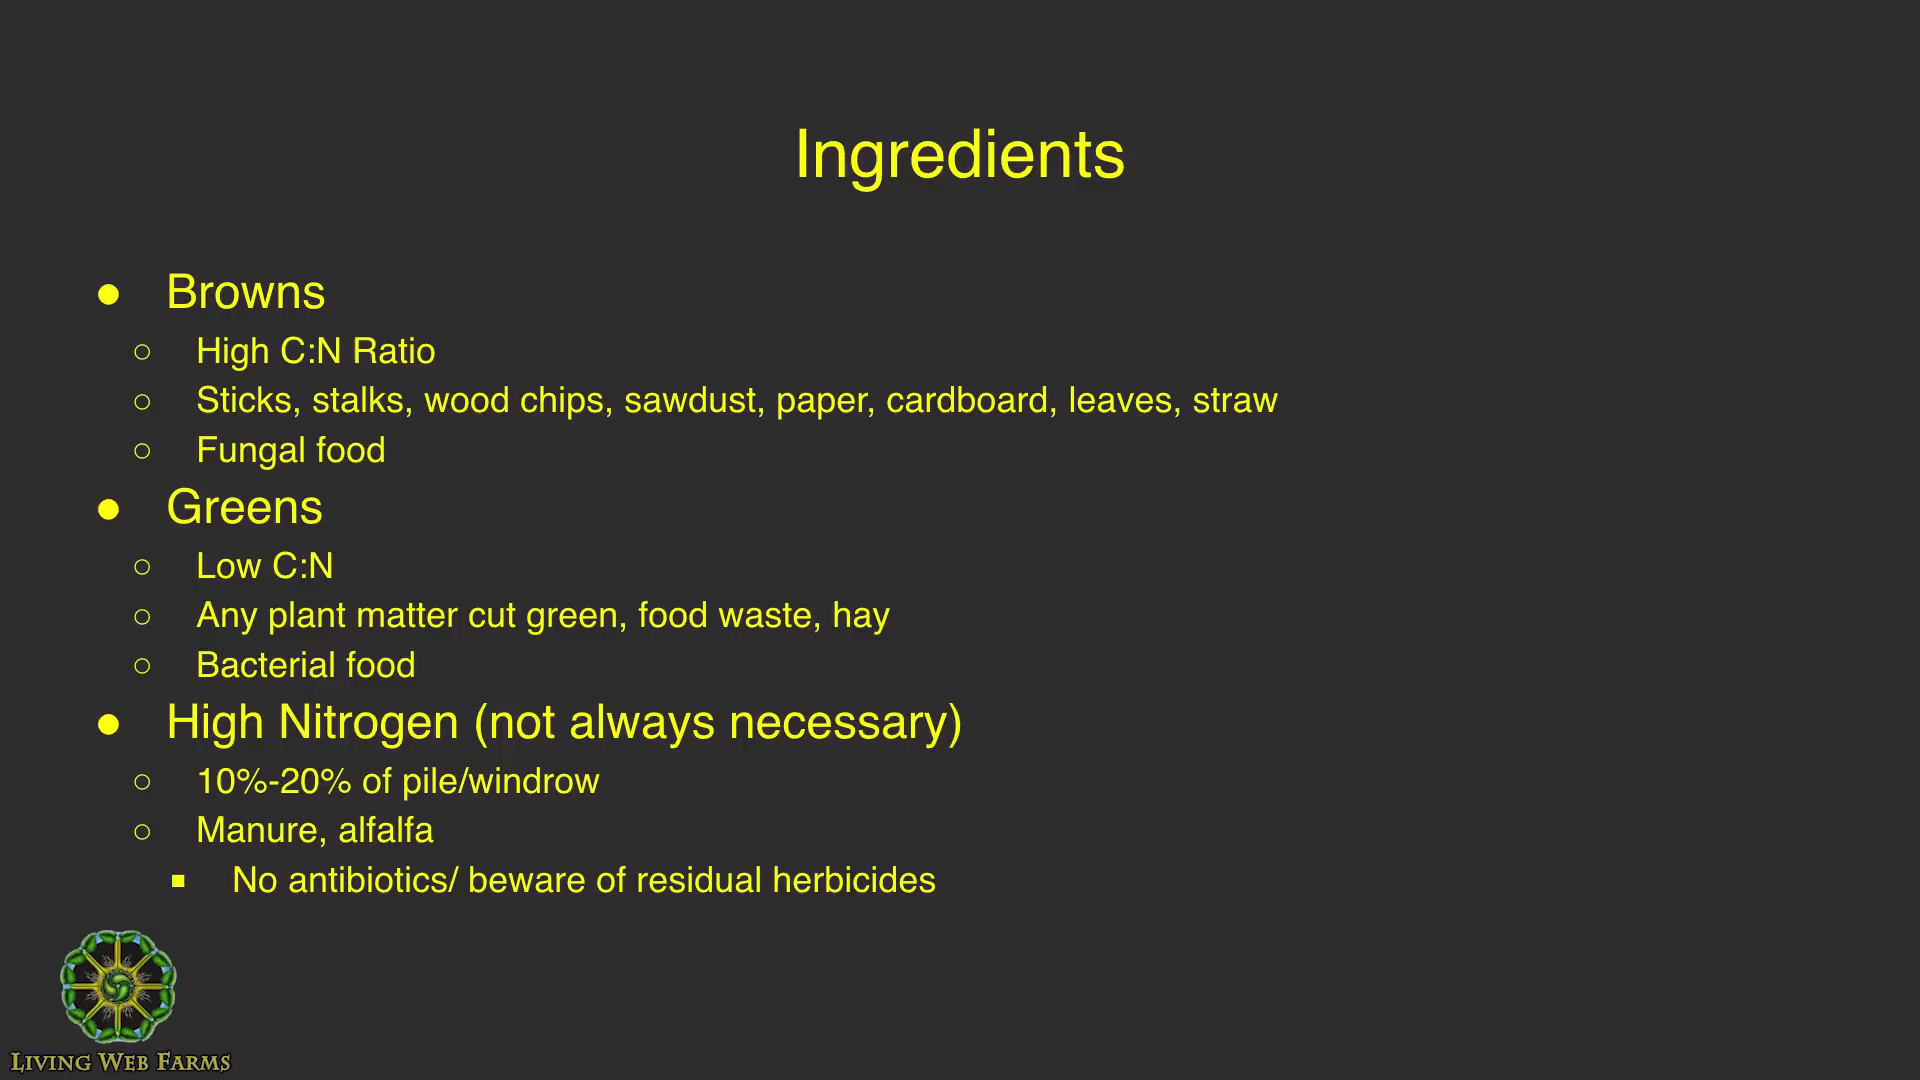 Ingredients
● Browns
○ High C:N Ratio
○ Sticks, stalks, wood chips, sawdust, paper, cardboard, leaves, straw
○ Fungal food
● Greens
○ Low C:N
○ Any plant matter cut green, food waste, hay
○ Bacterial food
● High Nitrogen (not always necessary)
○ 10%-20% of pile/windrow
○ Manure, alfalfa
■ No antibiotics/ beware of residual herbicides
LIVING WEB FARMS